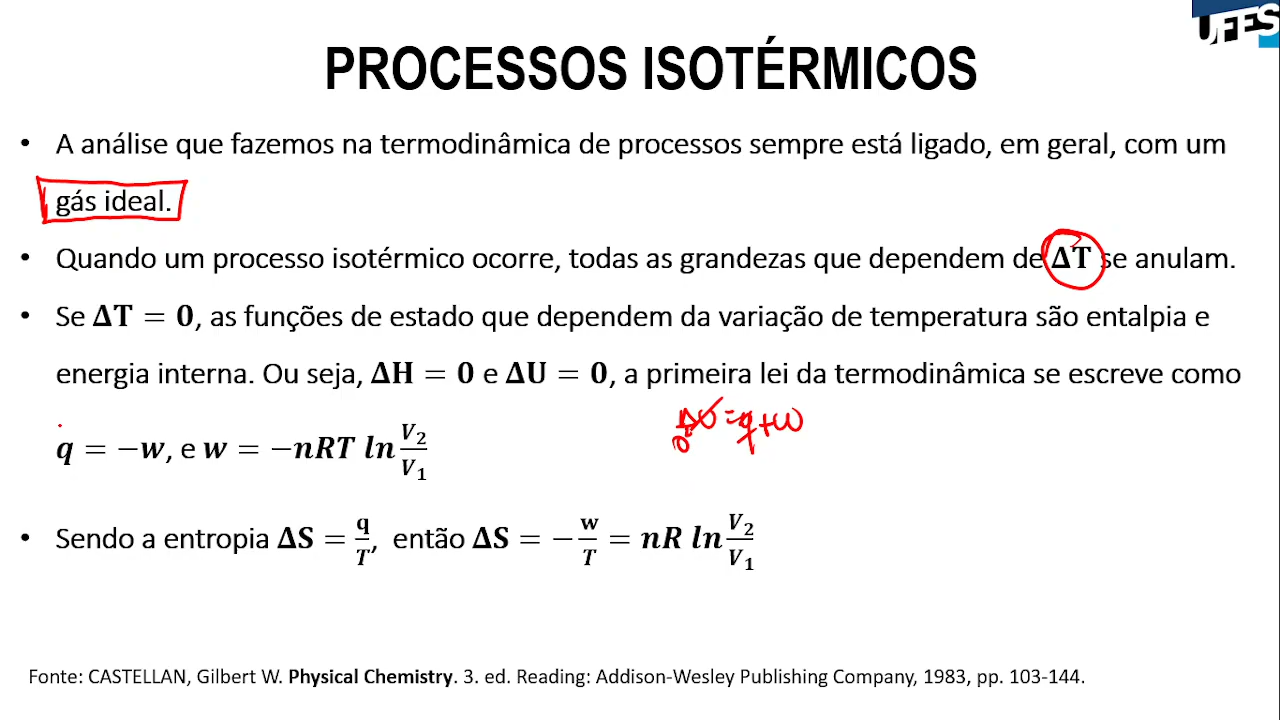 UFES
PROCESSOS ISOTÉRMICOS
• A análise que fazemos na termodinâmica de processos sempre está ligado, em geral, com um
gás ideal.
• Quando um processo isotérmico ocorre, todas as grandezas que dependem de ΔT se anulam.
• Se ΔT = 0, as funções de estado que dependem da variação de temperatura são entalpia e
energia interna. Ou seja, ΔH = 0 e ΔU = 0, a primeira lei da termodinâmica se escreve como
ΔU = q + w
0
q = −w, e w = −nRT ln V₂/V₁
• Sendo a entropia ΔS = q/T, então ΔS = −w/T = nR ln V₂/V₁
Fonte: CASTELLAN, Gilbert W. Physical Chemistry. 3. ed. Reading: Addison-Wesley Publishing Company, 1983, pp. 103-144.